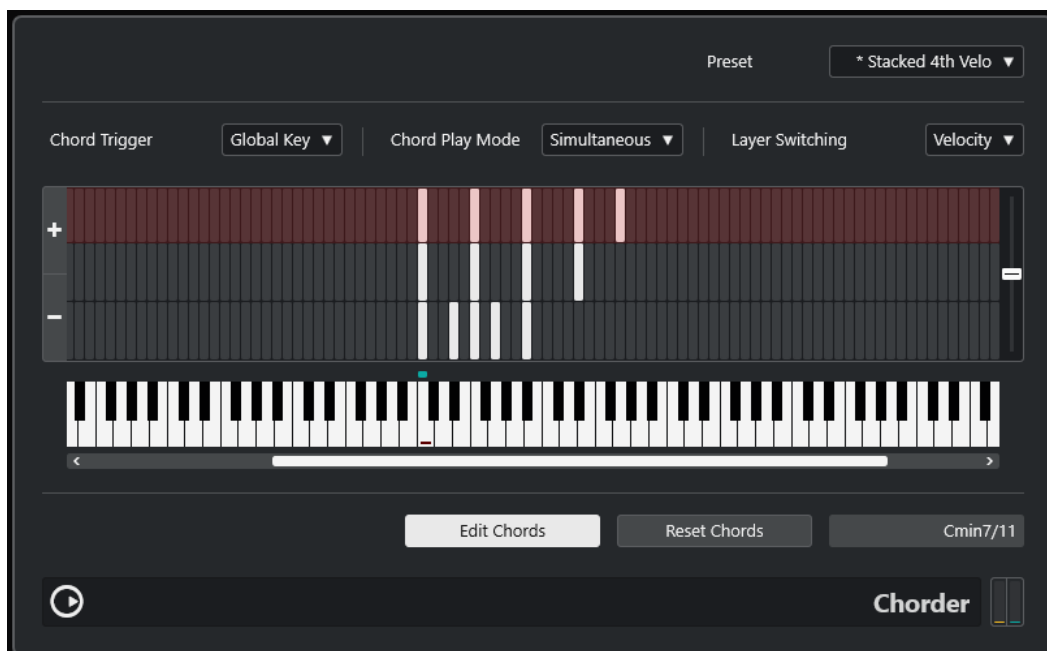 Preset * Stacked 4th Velo
Chord Trigger Global Key Chord Play Mode Simultaneous Layer Switching Velocity
+
−
Edit Chords Reset Chords Cmin7/11
Chorder